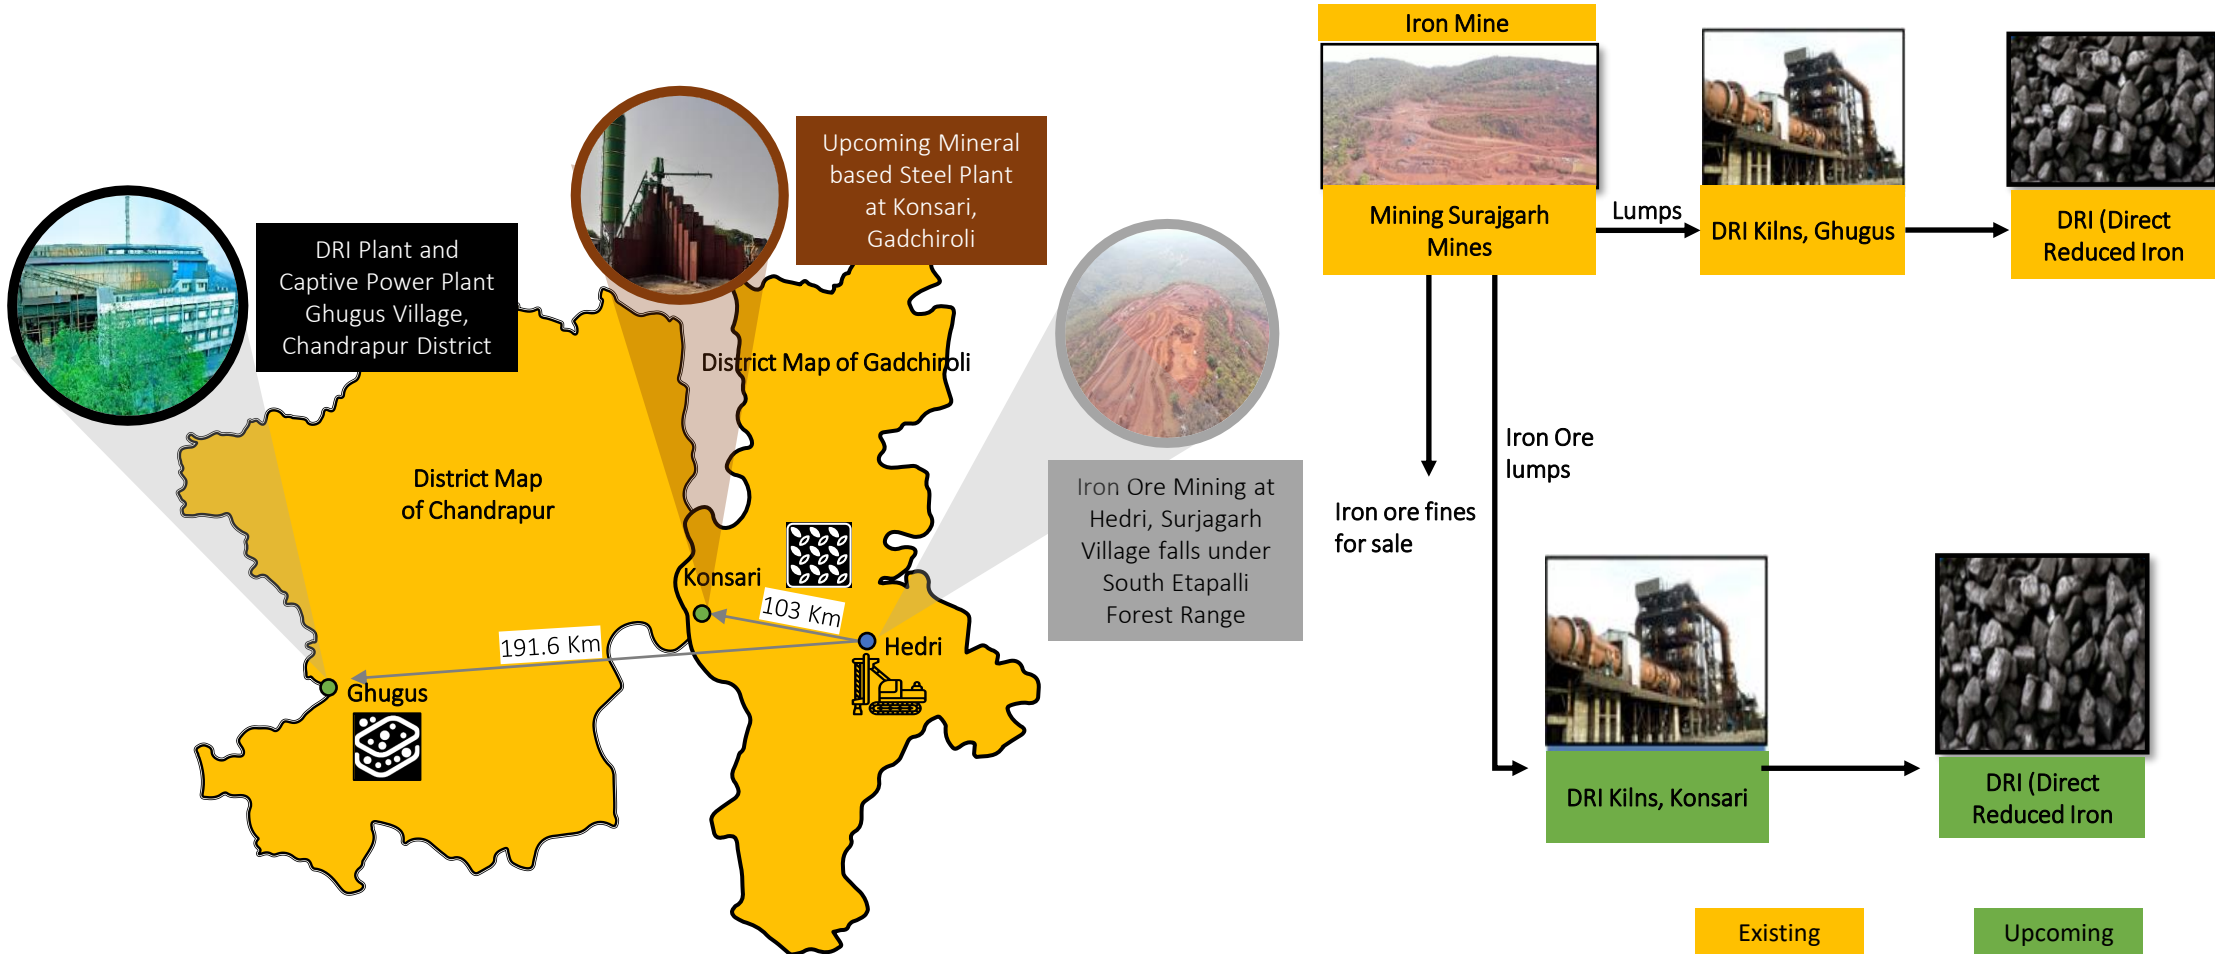 DRI Plant and
Captive Power Plant
Ghugus Village,
Chandrapur District
Upcoming Mineral
based Steel Plant
at Konsari,
Gadchiroli
District Map of Gadchiroli
District Map
of Chandrapur
Iron Ore Mining at
Hedri, Surjagarh
Village falls under
South Etapalli
Forest Range
Konsari
103 Km
191.6 Km
Hedri
Ghugus
Iron Mine
Mining Surajgarh
Mines
Lumps
DRI Kilns, Ghugus
DRI (Direct
Reduced Iron
Iron Ore
lumps
Iron ore fines
for sale
DRI Kilns, Konsari
DRI (Direct
Reduced Iron
Existing
Upcoming